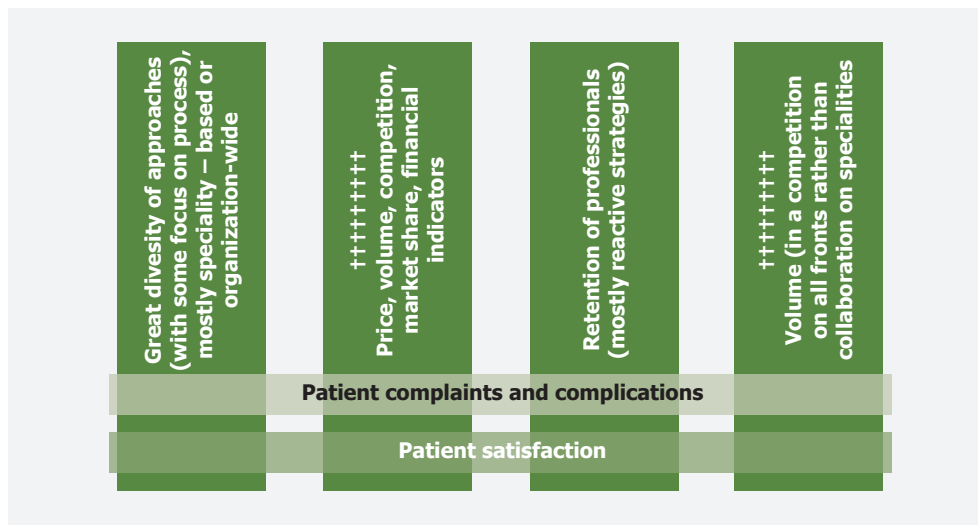 Great divesity of approaches
(with some focus on process),
mostly speciality — based or
organization-wide
†††††††††
Price, volume, competition,
market share, financial
indicators
Retention of professionals
(mostly reactive strategies)
†††††††††
Volume (in a competition
on all fronts rather than
collaboration on specialities
Patient complaints and complications
Patient satisfaction